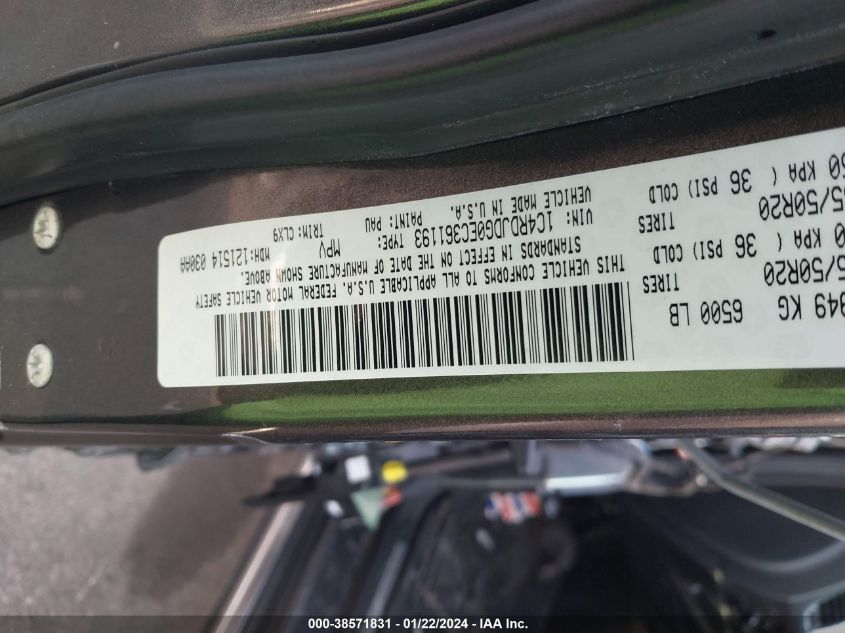 949 KG 6500 LB
5/50R20 TIRES
0 KPA ( 36 PSI) COLD
65/50R20 TIRES
50 KPA ( 36 PSI) COLD
THIS VEHICLE CONFORMS TO ALL APPLICABLE U.S.A. FEDERAL MOTOR VEHICLE SAFETY
STANDARDS IN EFFECT ON THE DATE OF MANUFACTURE SHOWN ABOVE.
VIN: 1C4RDJDG0EC361193 TYPE: MPV MDH:121514 030AA
VEHICLE MADE IN U.S.A. PAINT: PAU TRIM:CLX9
000-38571831 - 01/22/2024 - IAA Inc.